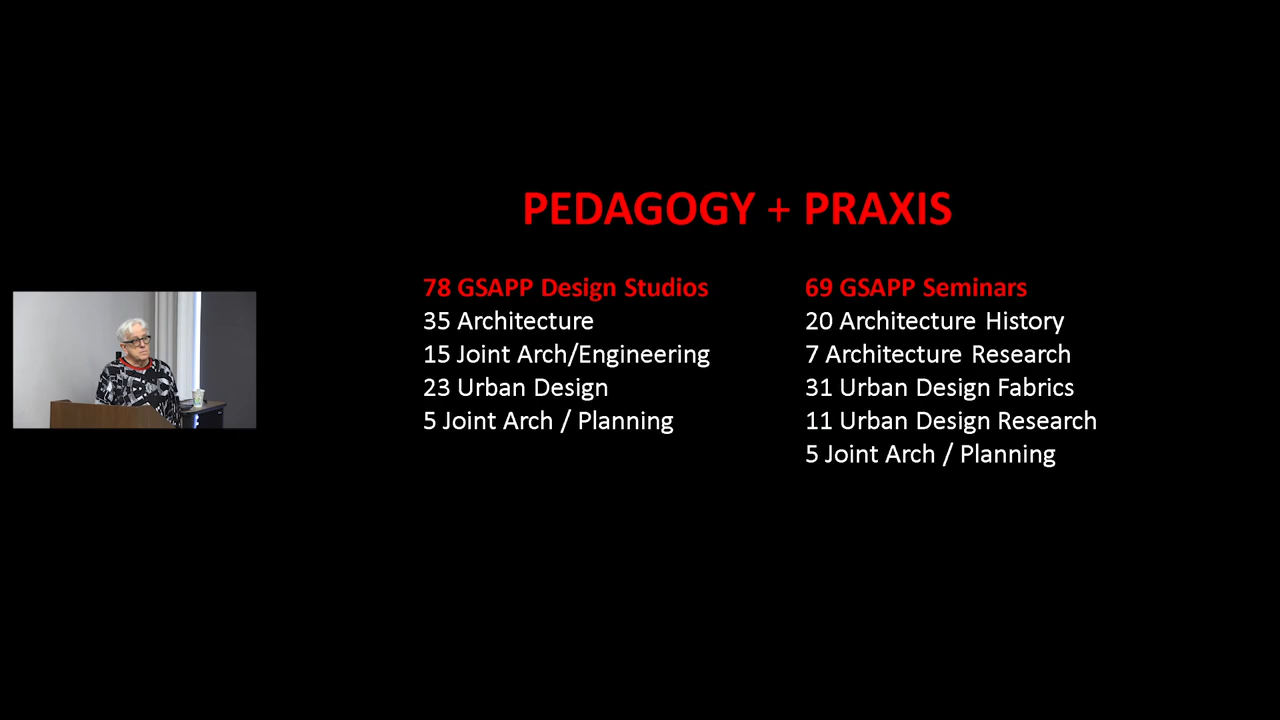 PEDAGOGY + PRAXIS
78 GSAPP Design Studios
35 Architecture
15 Joint Arch/Engineering
23 Urban Design
5 Joint Arch / Planning
69 GSAPP Seminars
20 Architecture History
7 Architecture Research
31 Urban Design Fabrics
11 Urban Design Research
5 Joint Arch / Planning